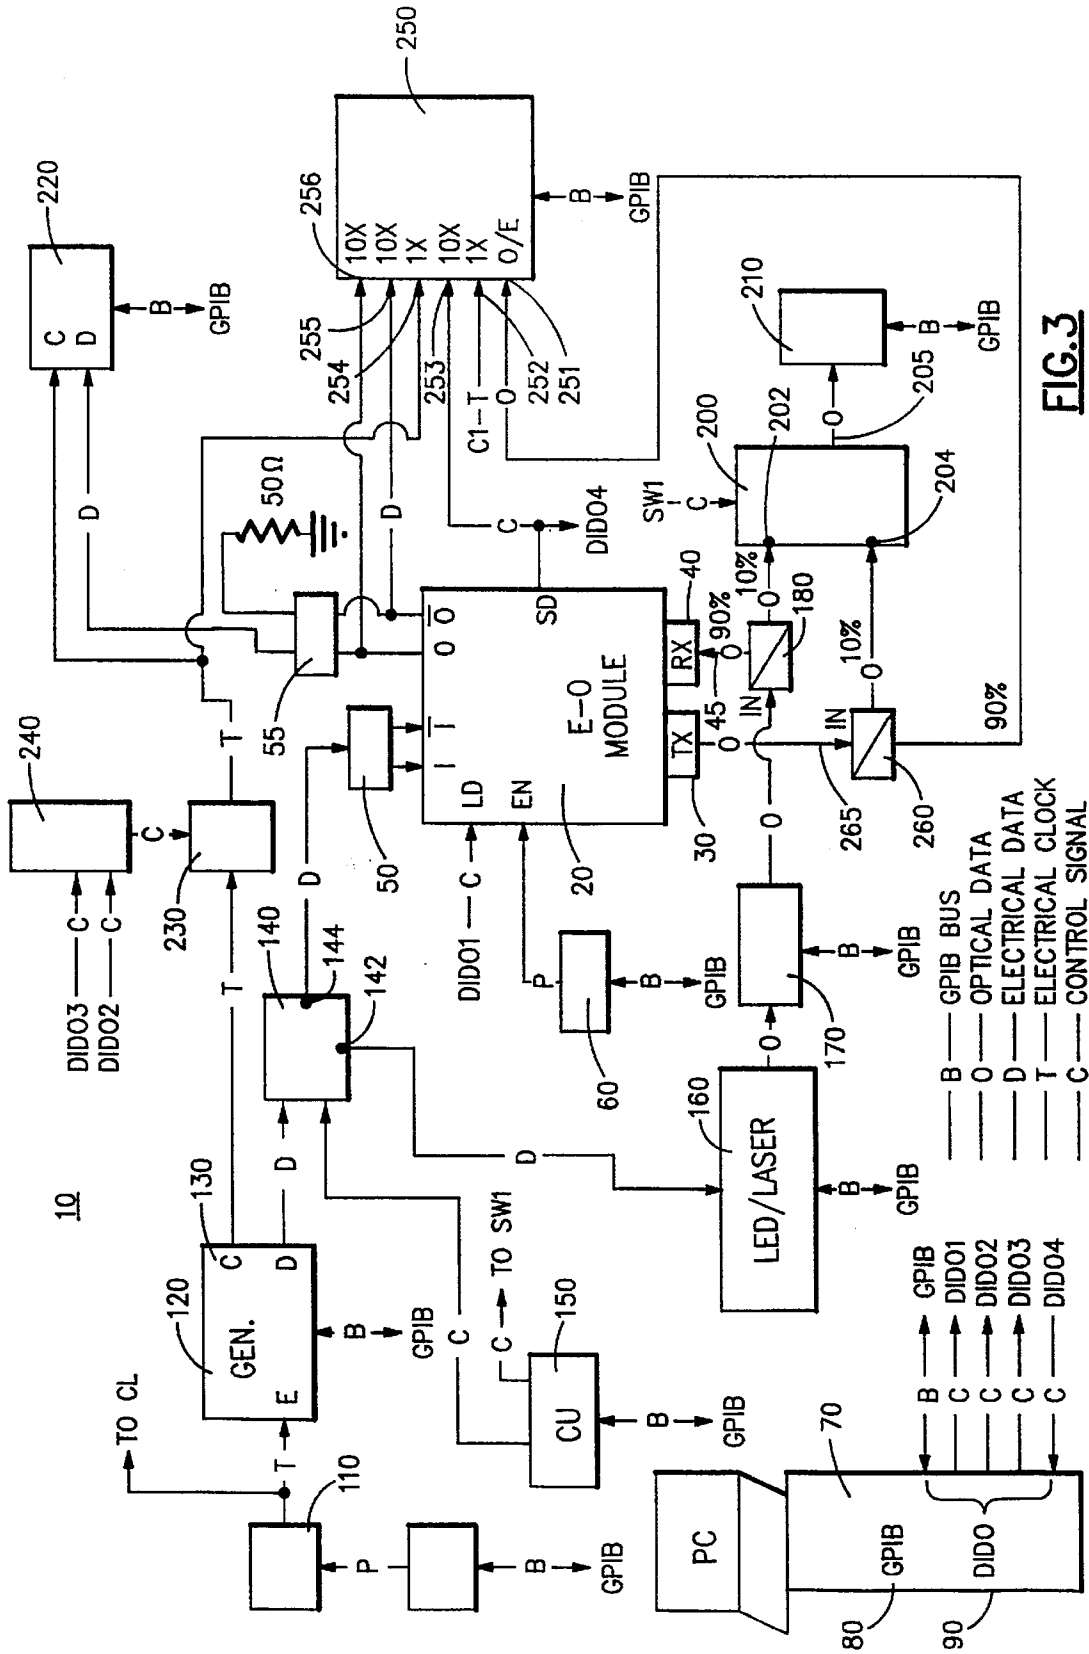 10
TO CL
110
T
P
B
GPIB
120
130
GEN.
E
C
D
B
GPIB
T
D
C
TO SW1
C
150
CU
B
GPIB
DIDO3
DIDO2
C
C
240
C
230
T
140
144
142
D
D
50
55
50Ω
D
220
C
D
B
GPIB
250
256
255
254
253
252
251
10X
10X
1X
10X
1X
O/E
B
GPIB
C1-T
O
D
C
DIDO4
DIDO1
C
LD
EN
I
I
O
O
SD
E-O
MODULE
20
TX
RX
30
40
45
P
60
B
GPIB
160
LED/LASER
B
GPIB
O
170
B
GPIB
O
IN
180
O
90%
O
10%
SW1
C
200
202
204
205
O
210
B
GPIB
O
265
IN
260
O
10%
90%
PC
70
80
GPIB
90
DIDO
B
GPIB
C
DIDO1
C
DIDO2
C
DIDO3
C
DIDO4
B GPIB BUS
O OPTICAL DATA
D ELECTRICAL DATA
T ELECTRICAL CLOCK
C CONTROL SIGNAL
FIG.3